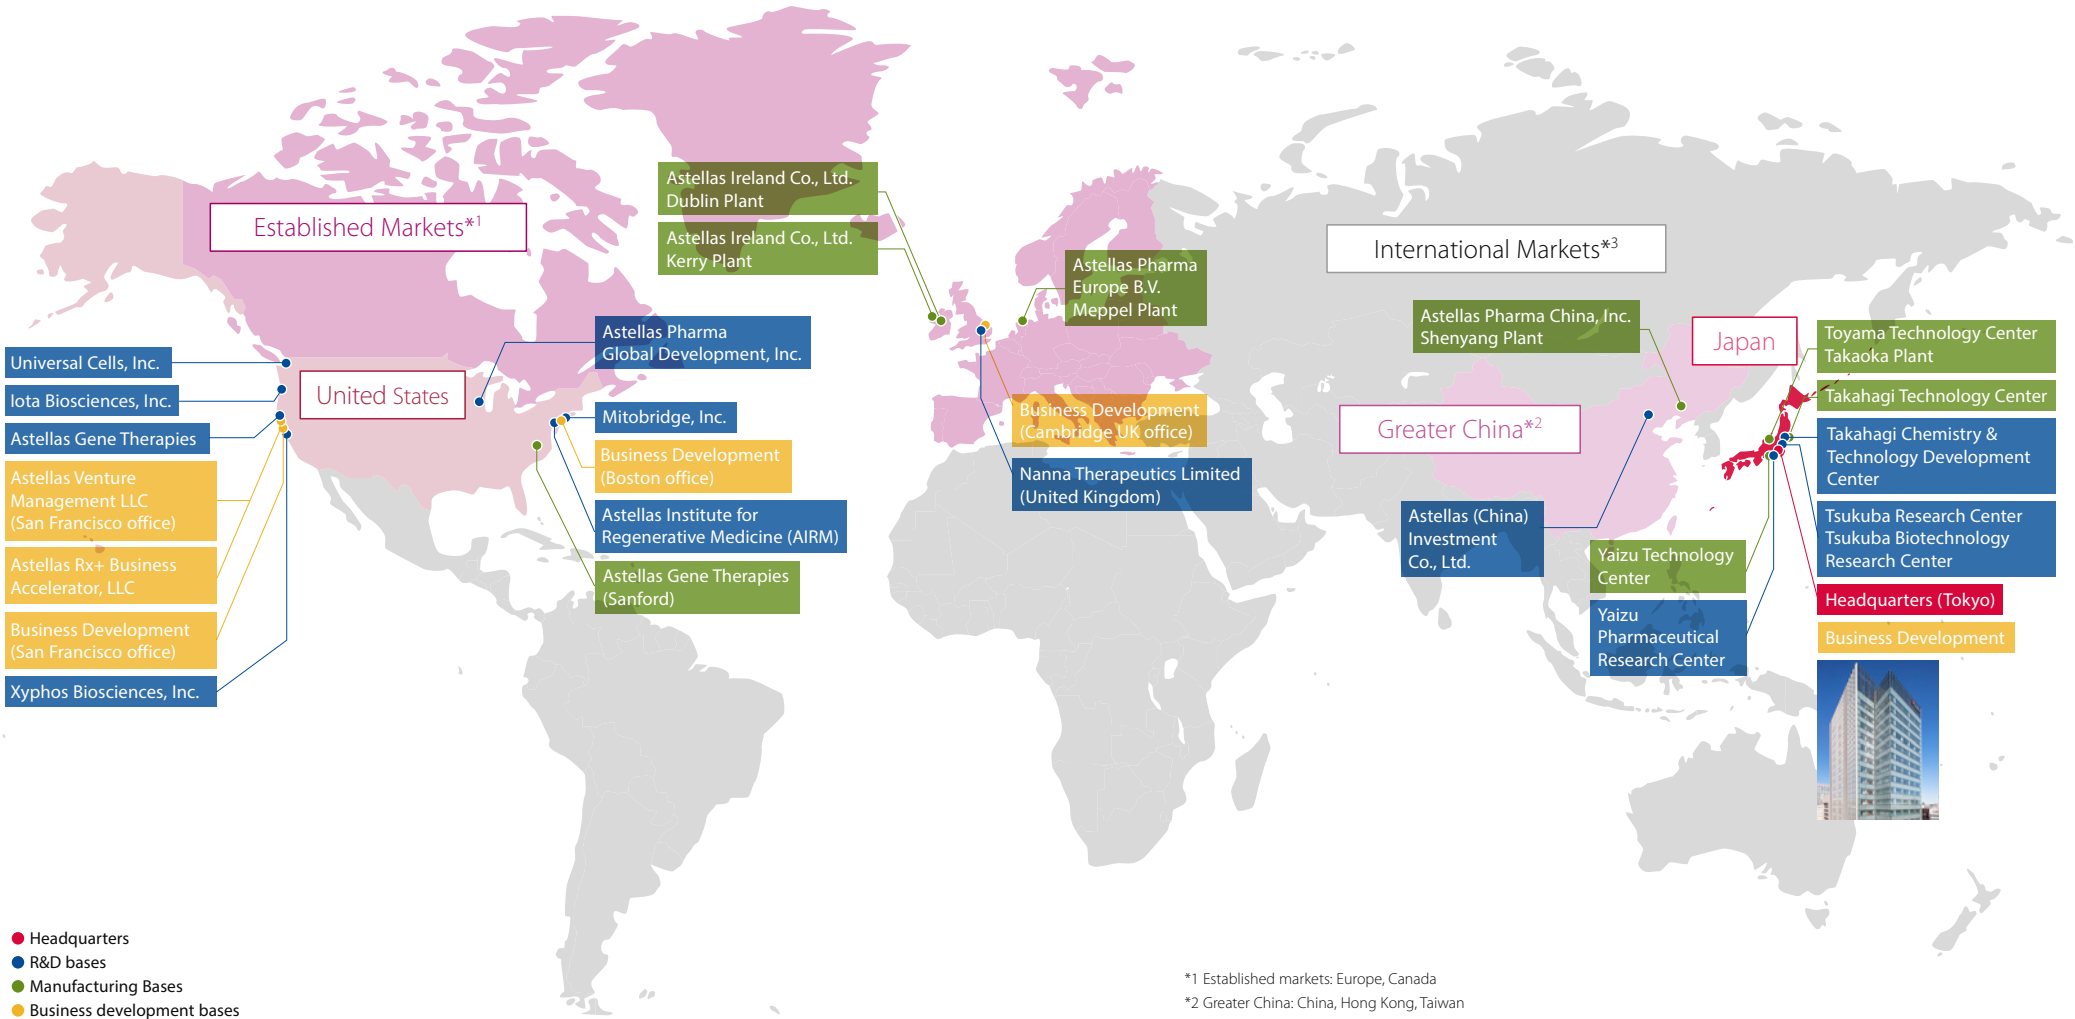 Established Markets*1
United States
Universal Cells, Inc.
Iota Biosciences, Inc.
Astellas Gene Therapies
Astellas Venture
Management LLC
(San Francisco office)
Astellas Rx+ Business
Accelerator, LLC
Business Development
(San Francisco office)
Xyphos Biosciences, Inc.
Astellas Pharma
Global Development, Inc.
Mitobridge, Inc.
Business Development
(Boston office)
Astellas Institute for
Regenerative Medicine (AIRM)
Astellas Gene Therapies
(Sanford)
Astellas Ireland Co., Ltd.
Dublin Plant
Astellas Ireland Co., Ltd.
Kerry Plant
Astellas Pharma
Europe B.V.
Meppel Plant
Business Development
(Cambridge UK office)
Nanna Therapeutics Limited
(United Kingdom)
International Markets*3
Greater China*2
Astellas Pharma China, Inc.
Shenyang Plant
Astellas (China)
Investment
Co., Ltd.
Japan
Toyama Technology Center
Takaoka Plant
Takahagi Technology Center
Takahagi Chemistry &
Technology Development
Center
Tsukuba Research Center
Tsukuba Biotechnology
Research Center
Yaizu Technology
Center
Yaizu
Pharmaceutical
Research Center
Headquarters (Tokyo)
Business Development
Headquarters
R&D bases
Manufacturing Bases
Business development bases
*1 Established markets: Europe, Canada
*2 Greater China: China, Hong Kong, Taiwan